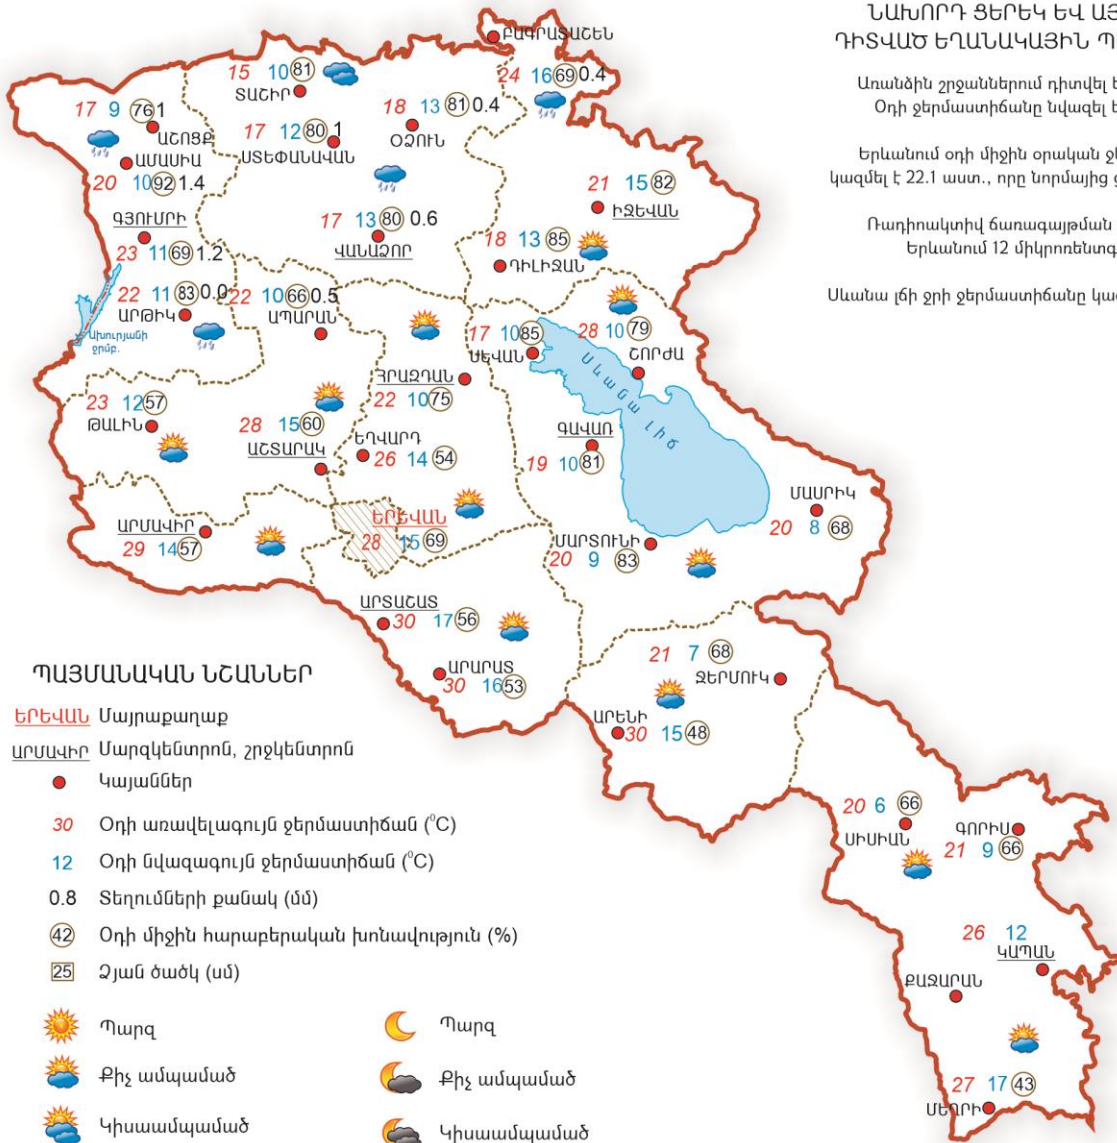 ՆԱԽՈՐԴ ՑԵՐԵԿ ԵՎ ԱՅ
ԴԻՏՎԱԾ ԵՂԱՆԱԿԱՅԻՆ Պ
Առանձին շրջաններում դիտվել է
Օդի ջերմաստիճանը նվազել է
Երևանում օդի միջին օրական ջե
կազմել է 22.1 աստ., որը նորմայից ց
Ռադիոակտիվ ճառագայթման
Երևանում 12 միկրոռենտգ
Սևանա լճի ջրի ջերմաստիճանը կազ
ԲԱԳՐԱՏԱՇԵՆ
24 16 69 0.4
15 10 81
ՏԱՇԻՐ
18 13 81 0.4
ՕՁՈՒՆ
17 9 76 1
ԱՇՈՑՔ
17 12 80 1
ՍՏԵՓԱՆԱՎԱՆ
ԱՄԱՍԻԱ
20 10 92 1.4
21 15 82
ԻՋԵՎԱՆ
ԳՅՈՒՄՐԻ
23 11 69 1.2
17 13 80 0.6
ՎԱՆԱՁՈՐ
18 13 85
ԴԻԼԻՋԱՆ
22 11 83 0.0
ԱՐԹԻԿ
22 10 66 0.5
ԱՊԱՐԱՆ
Ախուրյանի
ջրմբ.
17 10 85
ՍԵՎԱՆ
28 10 79
ՇՈՐԺԱ
Սևանա լիճ
ՀՐԱԶԴԱՆ
22 10 75
23 12 57
ԹԱԼԻՆ
28 15 60
ԱՇՏԱՐԱԿ
ԵՂՎԱՐԴ
26 14 54
ԳԱՎԱՌ
19 10 81
ՄԱՍՐԻԿ
20 8 68
ԱՐՄԱՎԻՐ
29 14 57
ԵՐԵՎԱՆ
28 15 69
ՄԱՐՏՈՒՆԻ
20 9 83
ԱՐՏԱՇԱՏ
30 17 56
ԱՐԱՐԱՏ
30 16 53
21 7 68
ՋԵՐՄՈՒԿ
ԱՐԵՆԻ
30 15 48
20 6 66
ՍԻՍԻԱՆ
ԳՈՐԻՍ
21 9 66
26 12
ԿԱՊԱՆ
ՔԱՋԱՐԱՆ
27 17 43
ՄԵՂՐԻ
ՊԱՅՄԱՆԱԿԱՆ ՆՇԱՆՆԵՐ
ԵՐԵՎԱՆ Մայրաքաղաք
ԱՐՄԱՎԻՐ Մարզկենտրոն, շրջկենտրոն
Կայաններ
30 Օդի առավելագույն ջերմաստիճան (⁰C)
12 Օդի նվազագույն ջերմաստիճան (⁰C)
0.8 Տեղումների քանակ (մմ)
42 Օդի միջին հարաբերական խոնավություն (%)
25 Ձյան ծածկ (սմ)
Պարզ Պարզ
Քիչ ամպամած Քիչ ամպամած
Կիսաամպամած Կիսաամպամած